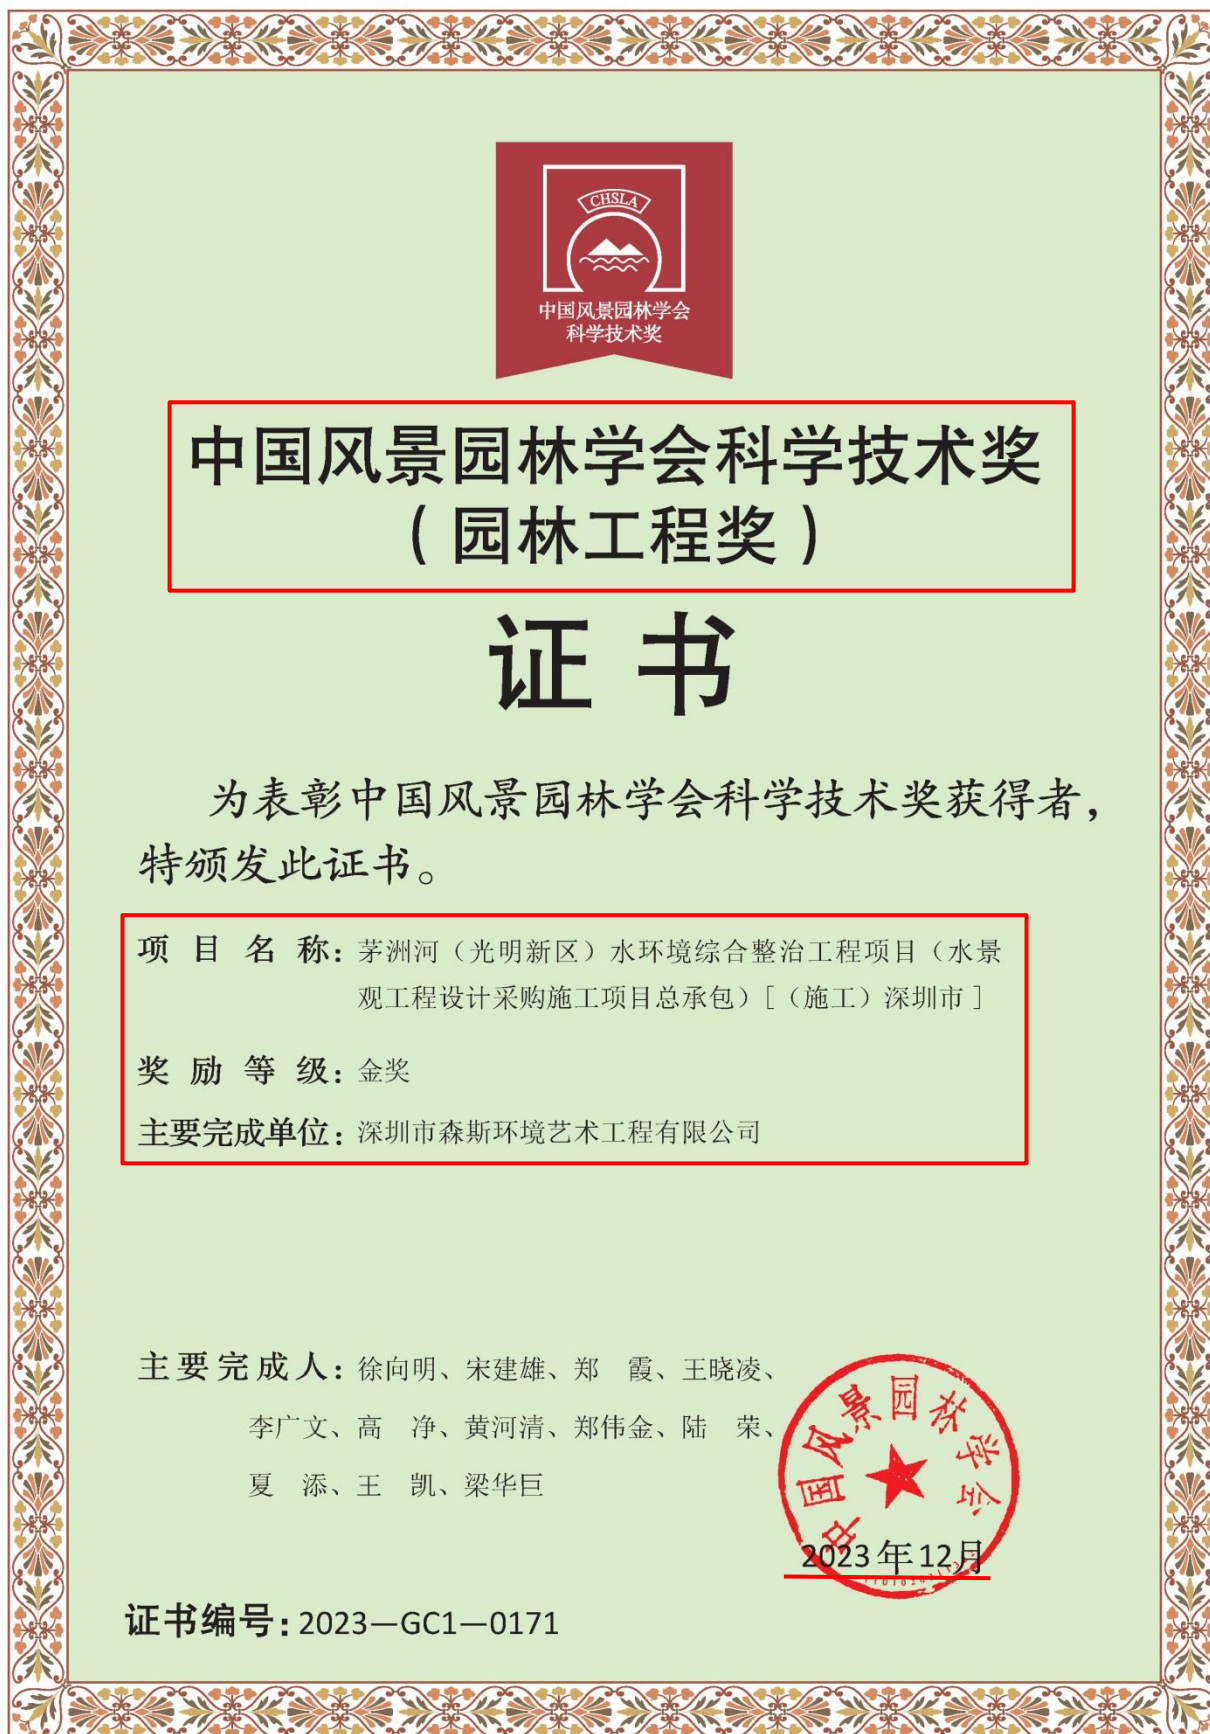 CHSLA
中国风景园林学会
科学技术奖
中国风景园林学会科学技术奖
（园林工程奖）
证书
为表彰中国风景园林学会科学技术奖获得者，
特颁发此证书。
项目名称：茅洲河（光明新区）水环境综合整治工程项目（水景
观工程设计采购施工项目总承包）[（施工）深圳市]
奖励等级：金奖
主要完成单位：深圳市森斯环境艺术工程有限公司
主要完成人：徐向明、宋建雄、郑　霞、王晓凌、
李广文、高　净、黄河清、郑伟金、陆　荣、
夏　添、王　凯、梁华巨
中国风景园林学会
2023年12月
证书编号：2023—GC1—0171